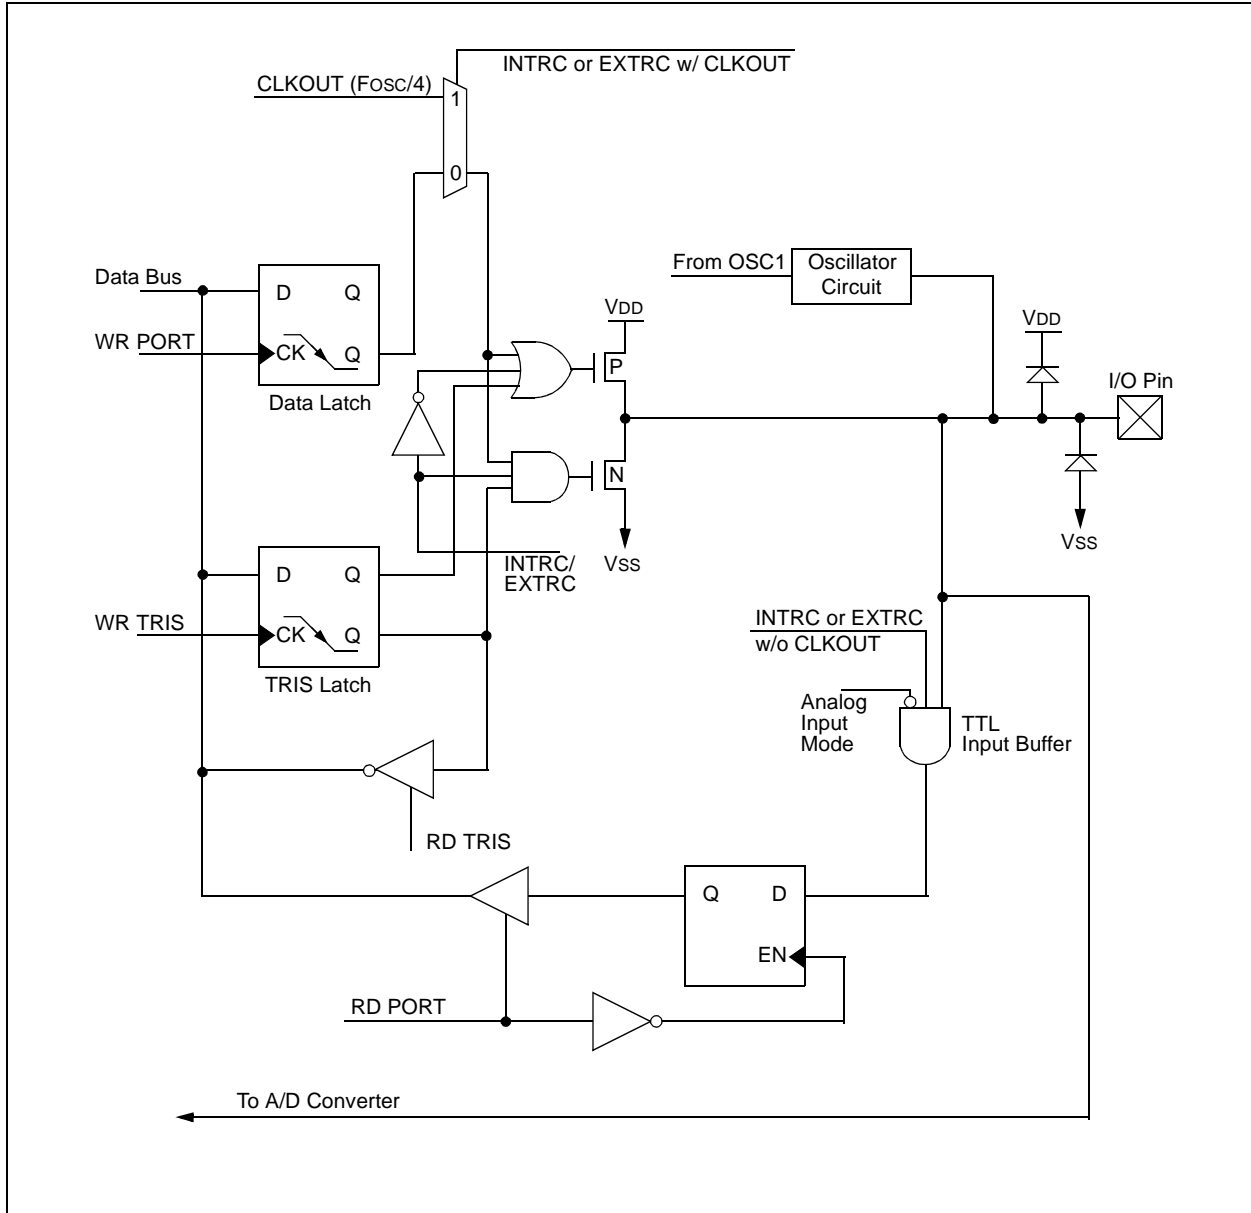 INTRC or EXTRC w/ CLKOUT
CLKOUT (FOSC/4)
1
0
From OSC1
Oscillator
Circuit
Data Bus
D
Q
VDD
VDD
WR PORT
CK
Q
P
I/O Pin
Data Latch
N
VSS
INTRC/
EXTRC
VSS
D
Q
WR TRIS
CK
Q
INTRC or EXTRC
w/o CLKOUT
TRIS Latch
Analog
Input
Mode
TTL
Input Buffer
RD TRIS
Q
D
EN
RD PORT
To A/D Converter